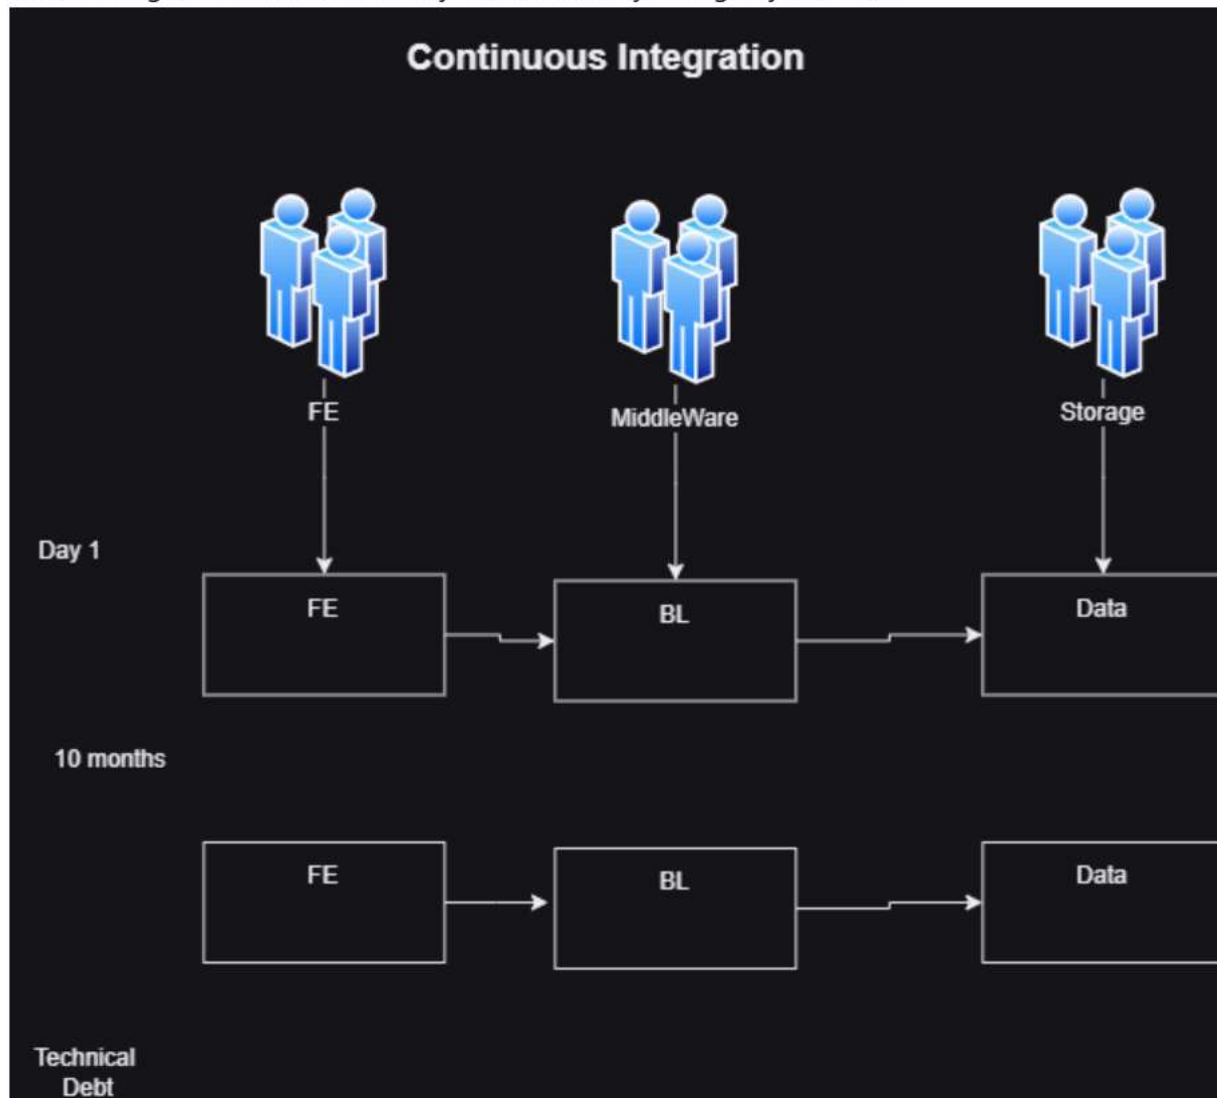 Continuous Integration
FE
MiddleWare
Storage
Day 1
FE
BL
Data
10 months
FE
BL
Data
Technical
Debt